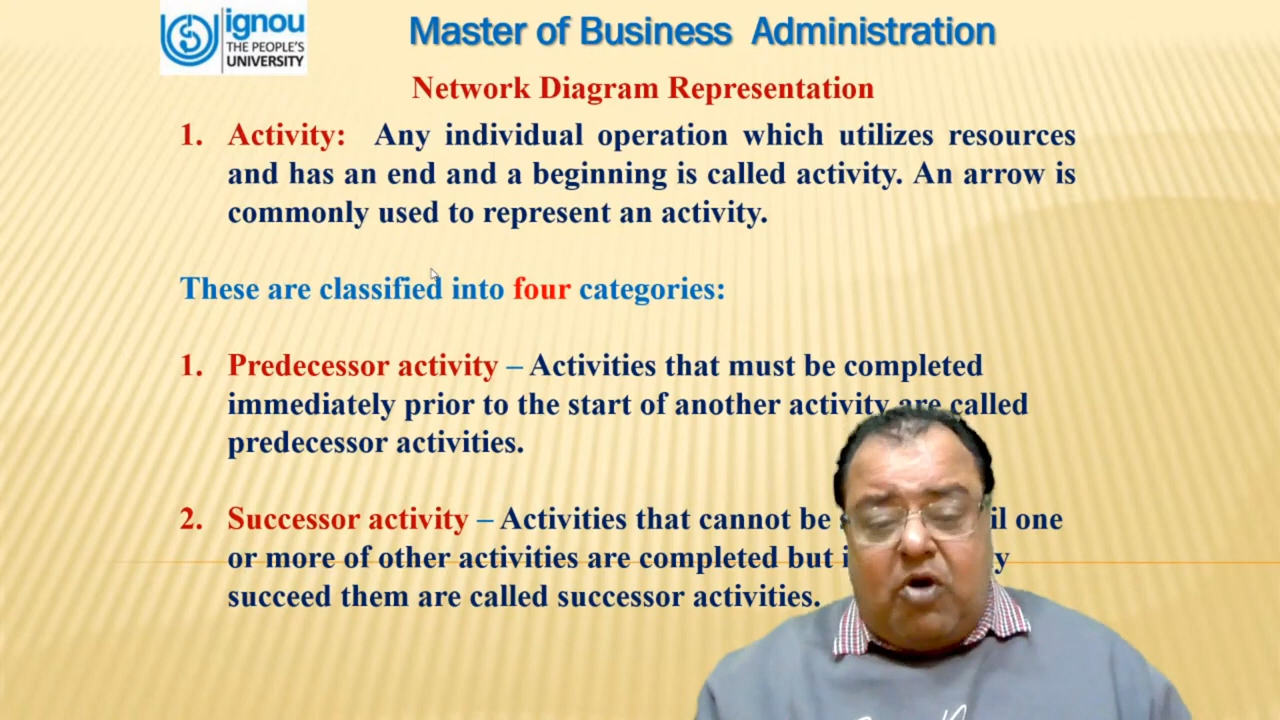 ignou
THE PEOPLE'S
UNIVERSITY
Master of Business Administration
Network Diagram Representation
1. Activity: Any individual operation which utilizes resources
and has an end and a beginning is called activity. An arrow is
commonly used to represent an activity.
These are classified into four categories:
1. Predecessor activity – Activities that must be completed
immediately prior to the start of another activity are called
predecessor activities.
2. Successor activity – Activities that cannot be one
or more of other activities are completed but
succeed them are called successor activities.